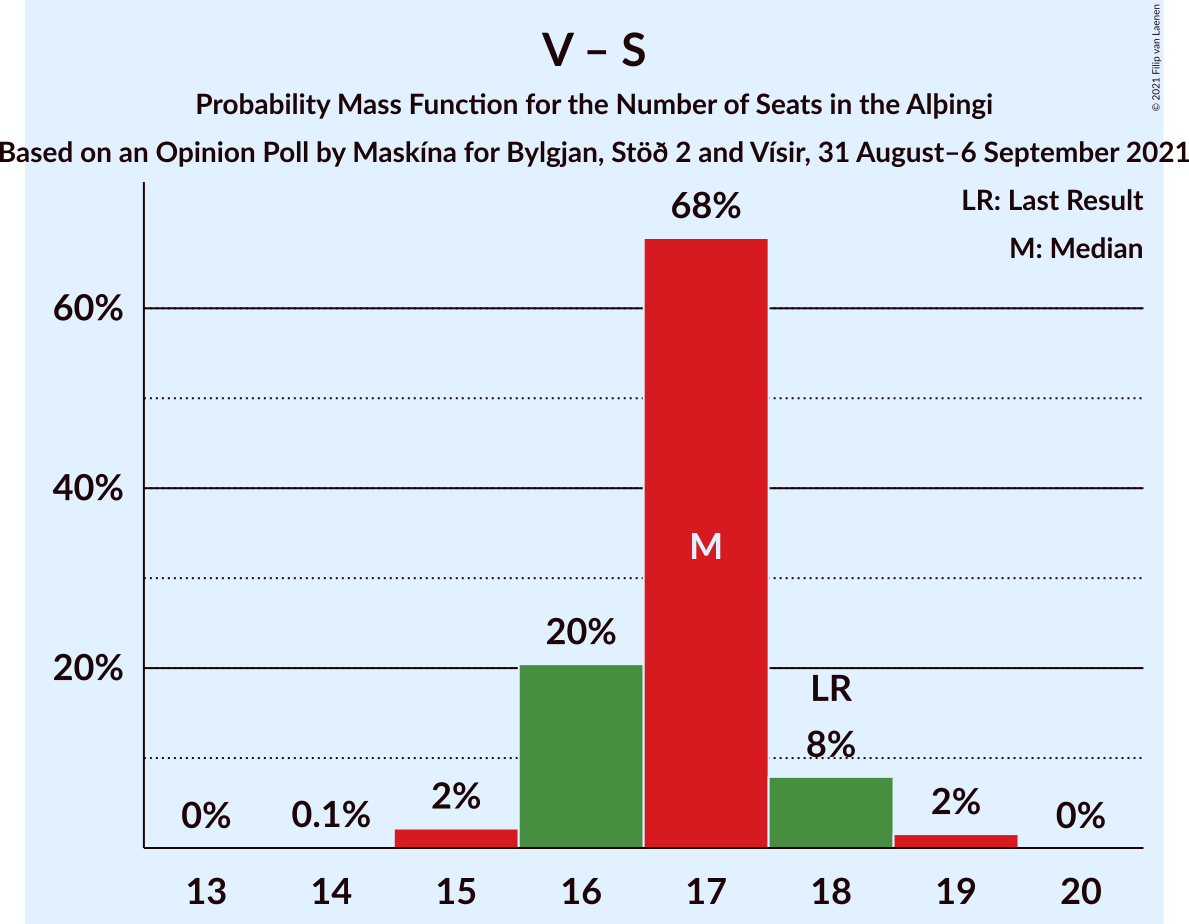 V – S
Probability Mass Function for the Number of Seats in the Alþingi
Based on an Opinion Poll by Maskína for Bylgjan, Stöð 2 and Vísir, 31 August–6 September 2021
© 2021 Filip van Laenen
LR: Last Result
M: Median
68%
60%
40%
M
20%
20%
LR
8%
2%
2%
0%
0.1%
0%
13 14 15 16 17 18 19 20